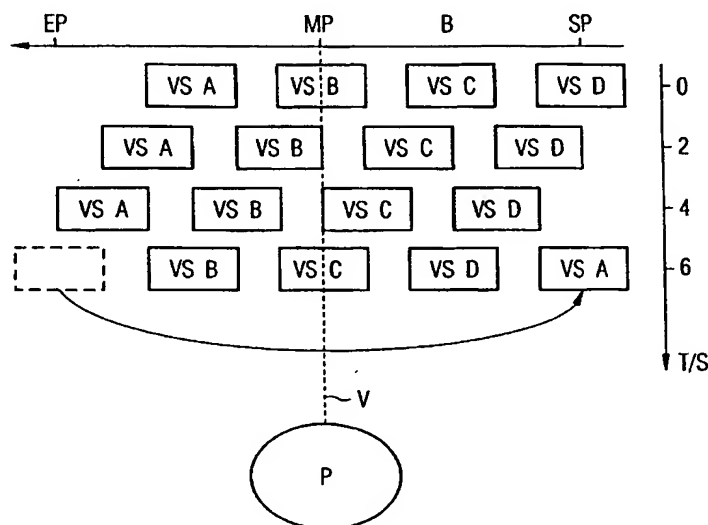 EP MP B SP
VS A VS B VS C VS D 0
VS A VS B VS C VS D 2
VS A VS B VS C VS D 4
VS B VS C VS D VS A 6
T/S
V
P